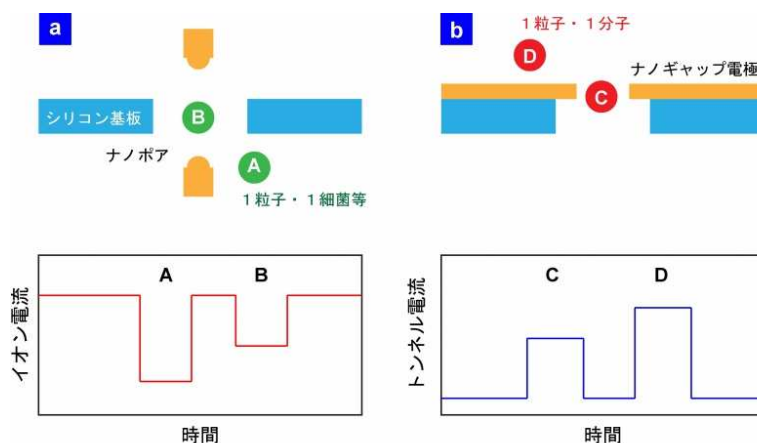 a
シリコン基板
B
ナノポア
A
1粒子・1細菌等
イオン電流
A
B
時間
b
1粒子・1分子
D
ナノギャップ電極
C
トンネル電流
C
D
時間